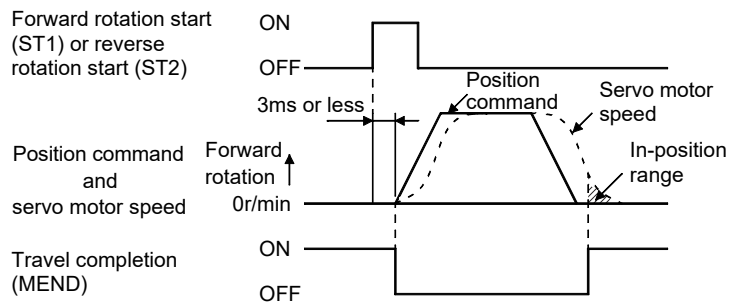 Forward rotation start
(ST1) or reverse
rotation start (ST2)
ON
OFF
3ms or less
Position
command
Servo motor
speed
Position command
and
servo motor speed
Forward
rotation
0r/min
In-position
range
Travel completion
(MEND)
ON
OFF